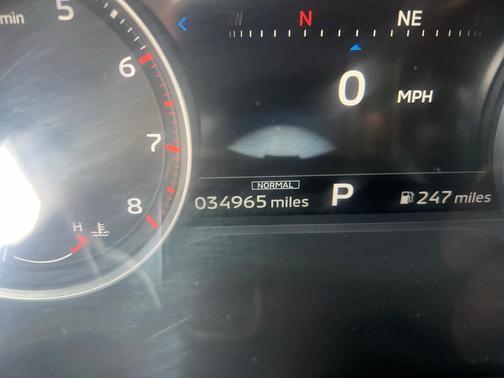 min
5
6
7
8
H
W N NE E
0 MPH
NORMAL
034965 miles P 247 miles